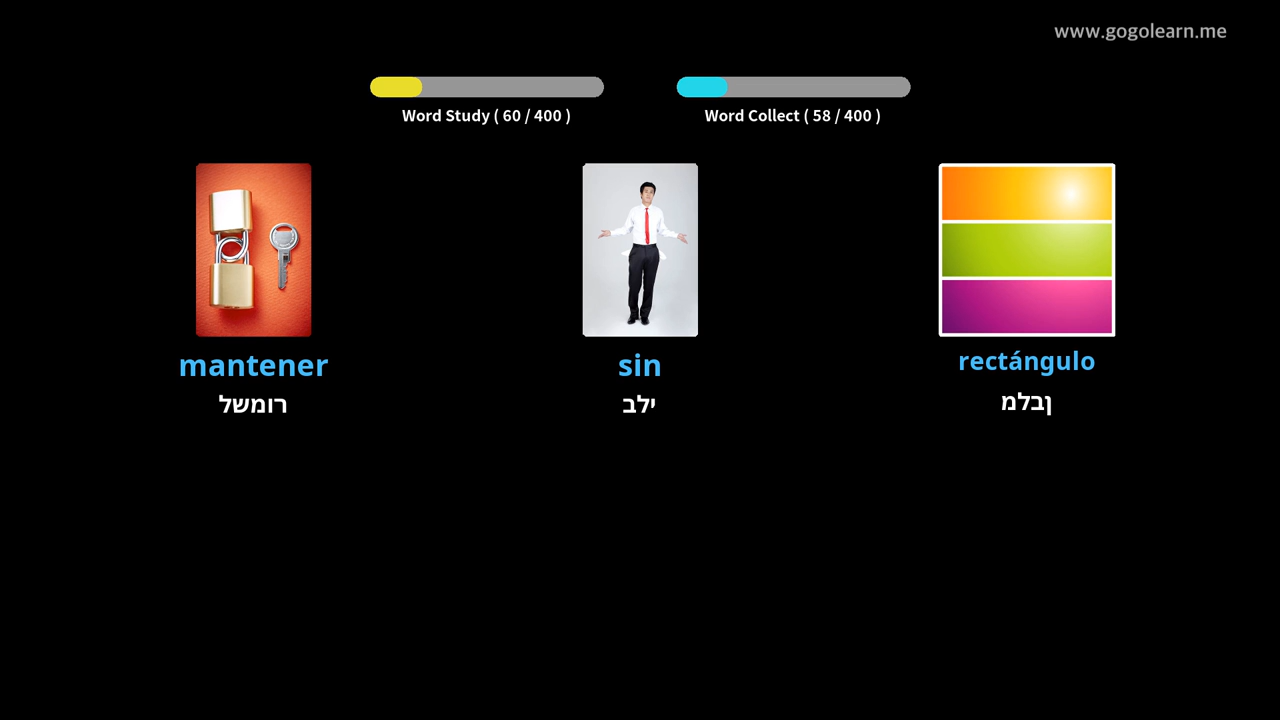 www.gogolearn.me
Word Study ( 60 / 400 )
Word Collect ( 58 / 400 )
mantener
רומשל
sin
ילב
rectángulo
ןבלמ